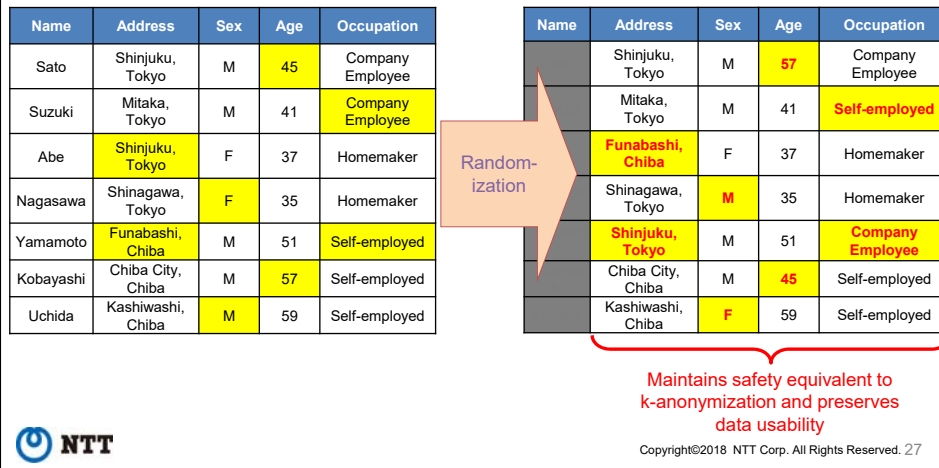 Name Address Sex Age Occupation
Sato Shinjuku, Tokyo M 45 Company Employee
Suzuki Mitaka, Tokyo M 41 Company Employee
Abe Shinjuku, Tokyo F 37 Homemaker
Nagasawa Shinagawa, Tokyo F 35 Homemaker
Yamamoto Funabashi, Chiba M 51 Self-employed
Kobayashi Chiba City, Chiba M 57 Self-employed
Uchida Kashiwashi, Chiba M 59 Self-employed
Random-
ization
Name Address Sex Age Occupation
Shinjuku, Tokyo M 57 Company Employee
Mitaka, Tokyo M 41 Self-employed
Funabashi, Chiba F 37 Homemaker
Shinagawa, Tokyo M 35 Homemaker
Shinjuku, Tokyo M 51 Company Employee
Chiba City, Chiba M 45 Self-employed
Kashiwashi, Chiba F 59 Self-employed
Maintains safety equivalent to
k-anonymization and preserves
data usability
NTT
Copyright©2018 NTT Corp. All Rights Reserved. 27